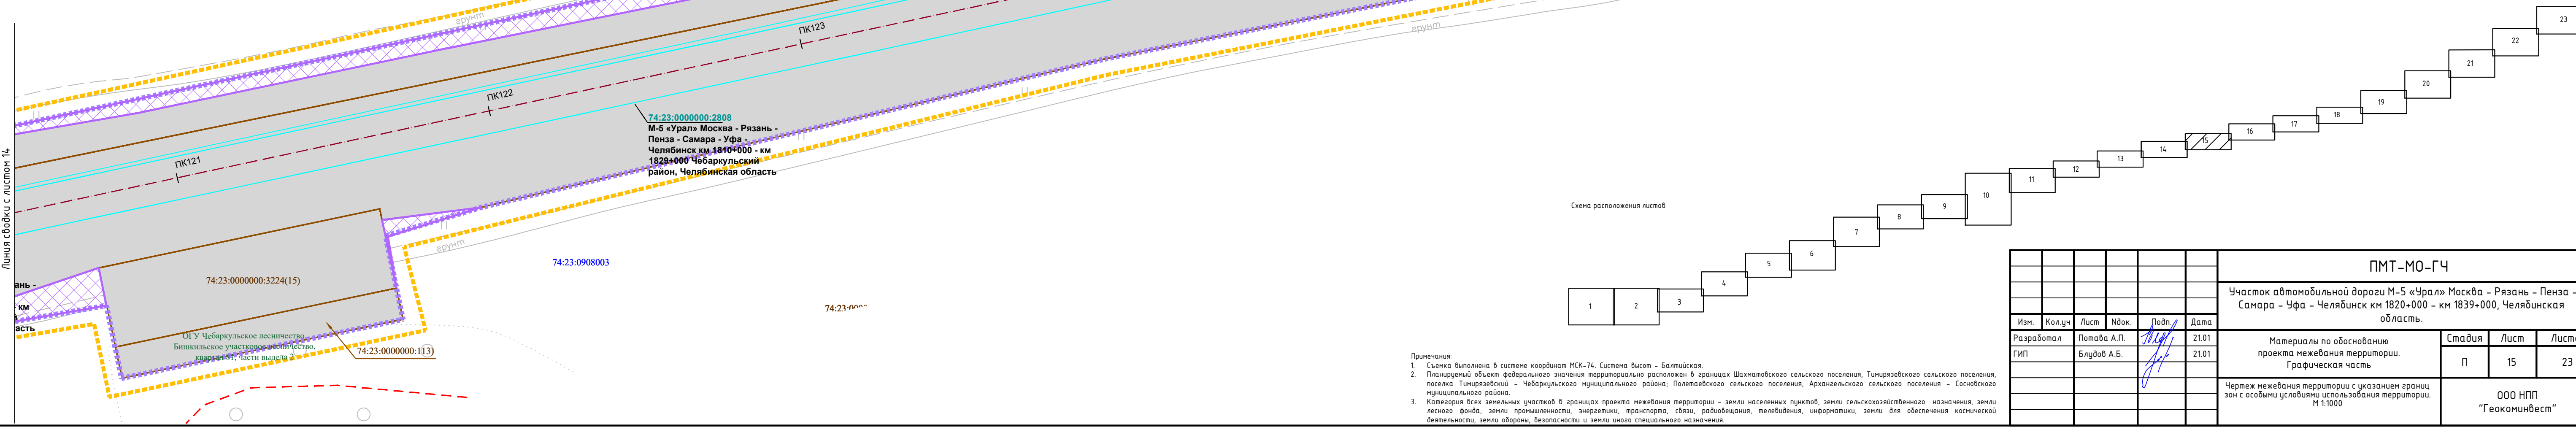 Линия сводки с листом 14
грунт
грунт
ПК123
ПК122
ПК121
74:23:0000000:2808
М-5 «Урал» Москва - Рязань -
Пенза - Самара - Уфа -
Челябинск км 1810+000 - км
1829+000 Чебаркульский
район, Челябинская область
грунт
74:23:0908003
74:23:0000000:3224(15)
ань -
км
асть
ОГУ Чебаркульское лесничество,
Бишкильское участковое лесничество,
74:23:0000000:113)
Схема расположения листов
1
2
3
4
5
6
7
8
9
10
11
12
13
14
15
16
17
18
19
20
21
22
23
Примечания:
1. Съемка выполнена в системе координат МСК-74. Система высот - Балтийская.
2. Планируемый объект федерального значения территориально расположен в границах Шахматовского сельского поселения, Тимирязевского сельского поселения,
поселка Тимирязевский - Чебаркульского муниципального района; Полетаевского сельского поселения, Архангельского сельского поселения - Сосновского
муниципального района.
3. Категория всех земельных участков в границах проекта межевания территории - земли населенных пунктов, земли сельскохозяйственного назначения, земли
лесного фонда, земли промышленности, энергетики, транспорта, связи, радиовещания, телевидения, информатики, земли для обеспечения космической
деятельности, земли обороны, безопасности и земли иного специального назначения.
ПМТ-МО-ГЧ
Участок автомобильной дороги М-5 «Урал» Москва - Рязань - Пенза -
Самара - Уфа - Челябинск км 1820+000 - км 1839+000, Челябинская
область.
Изм. Кол.уч Лист Nдок. Подп. Дата
Разработал Потава А.П. 21.01
ГИП Блудов А.Б. 21.01
Материалы по обоснованию
проекта межевания территории.
Графическая часть
Стадия Лист
П 15 23
Чертеж межевания территории с указанием границ
зон с особыми условиями использования территории.
М 1:1000
ООО НПП
"Геокоминвест"